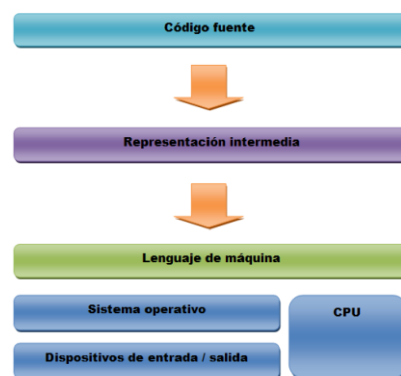 Código fuente
Representación intermedia
Lenguaje de máquina
Sistema operativo
CPU
Dispositivos de entrada / salida